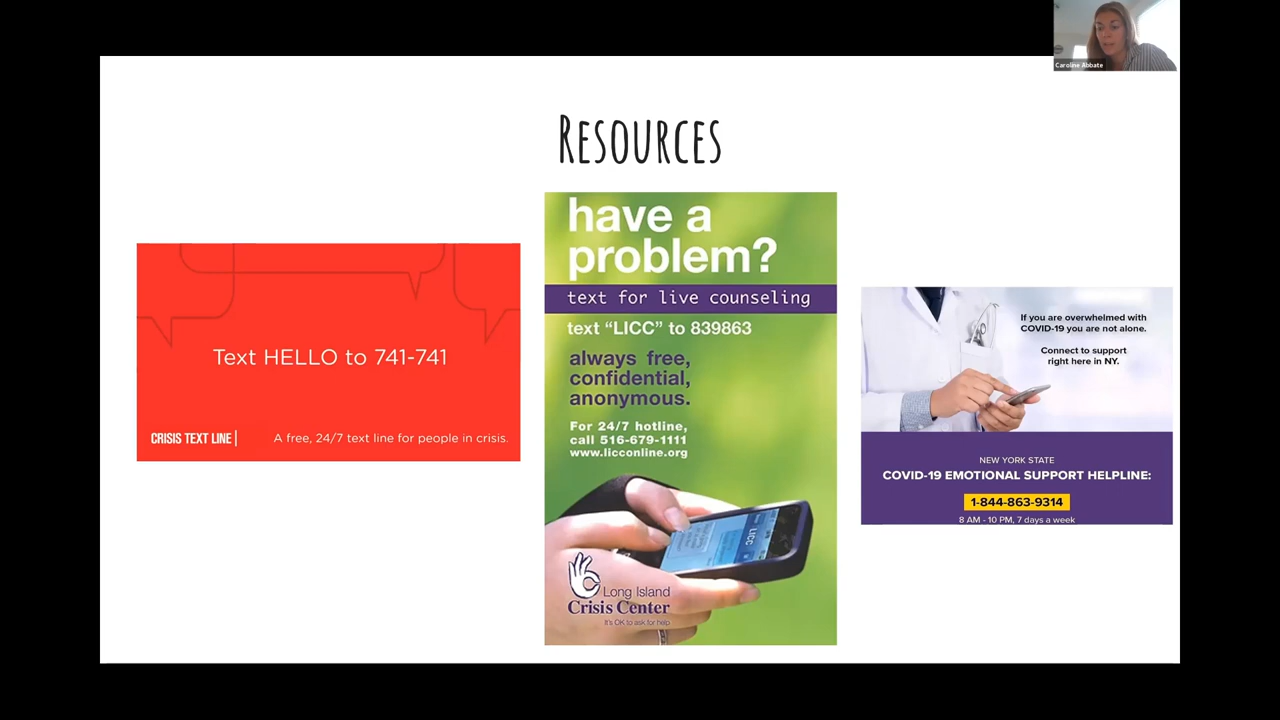 Caroline Abbate
RESOURCES
Text HELLO to 741-741
CRISIS TEXT LINE|
A free, 24/7 text line for people in crisis.
have a
problem?
text for live counseling
text “LICC” to 839863
always free,
confidential,
anonymous.
For 24/7 hotline,
call 516-679-1111
www.licconline.org
LICC
Long Island
Crisis Center
It's OK to ask for help
If you are overwhelmed with
COVID-19 you are not alone.
Connect to support
right here in NY.
NEW YORK STATE
COVID-19 EMOTIONAL SUPPORT HELPLINE:
1-844-863-9314
8 AM - 10 PM, 7 days a week